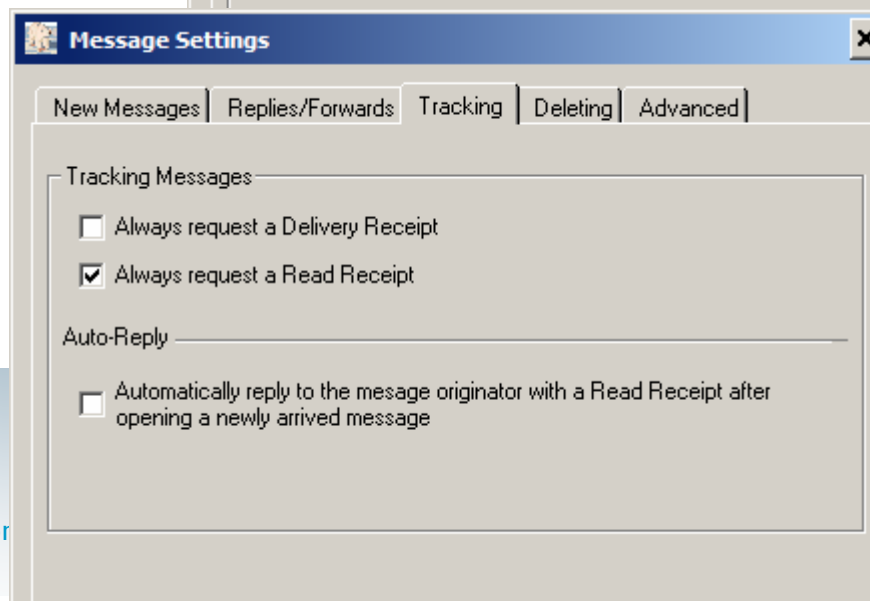 Message Settings
New Messages Replies/Forwards Tracking Deleting Advanced
Tracking Messages
Always request a Delivery Receipt
Always request a Read Receipt
Auto-Reply
Automatically reply to the mesage originator with a Read Receipt after
opening a newly arrived message